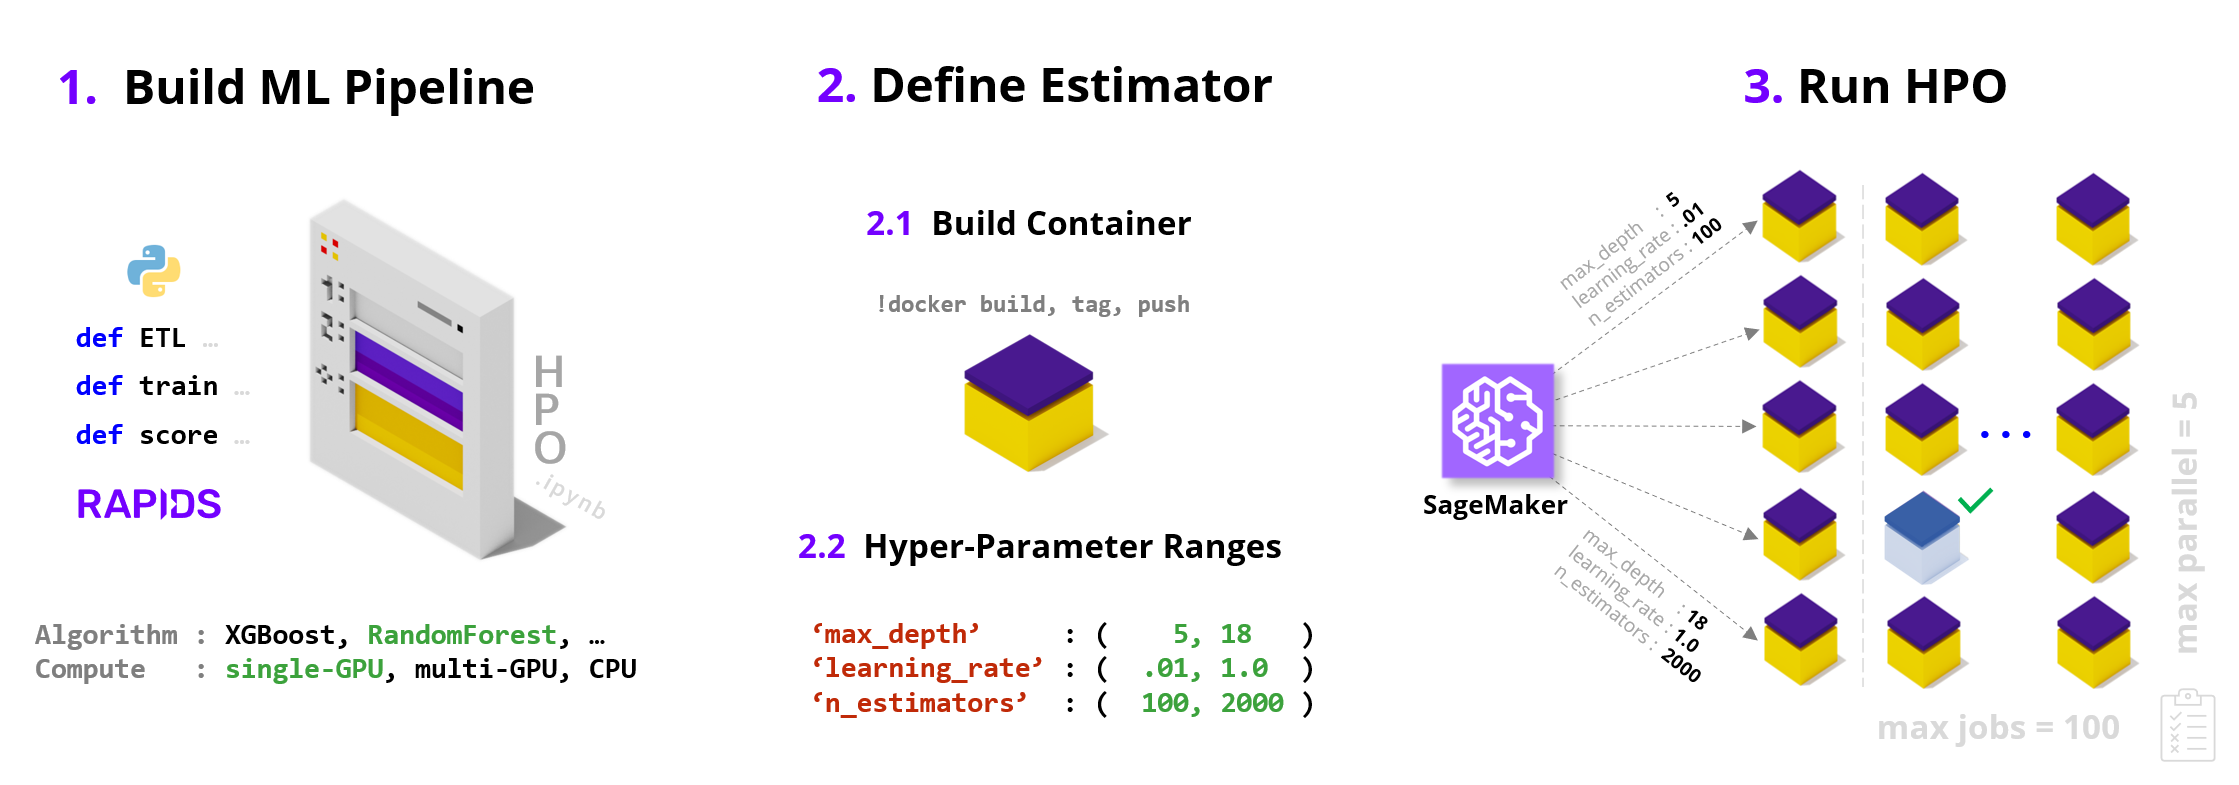 1. Build ML Pipeline
def ETL ...
def train ...
def score ...
RAPIDS
1:
2:
HPO
.ipynb
Algorithm : XGBoost, RandomForest, …
Compute : single-GPU, multi-GPU, CPU
2. Define Estimator
2.1 Build Container
!docker build, tag, push
2.2 Hyper-Parameter Ranges
‘max_depth’ : ( 5, 18 )
‘learning_rate’ : ( .01, 1.0 )
‘n_estimators’ : ( 100, 2000 )
3. Run HPO
max_depth : 5
learning_rate : .01
n_estimators : 100
SageMaker
max_depth : 18
learning_rate : 1.0
n_estimators : 2000
...
max parallel = 5
max jobs = 100